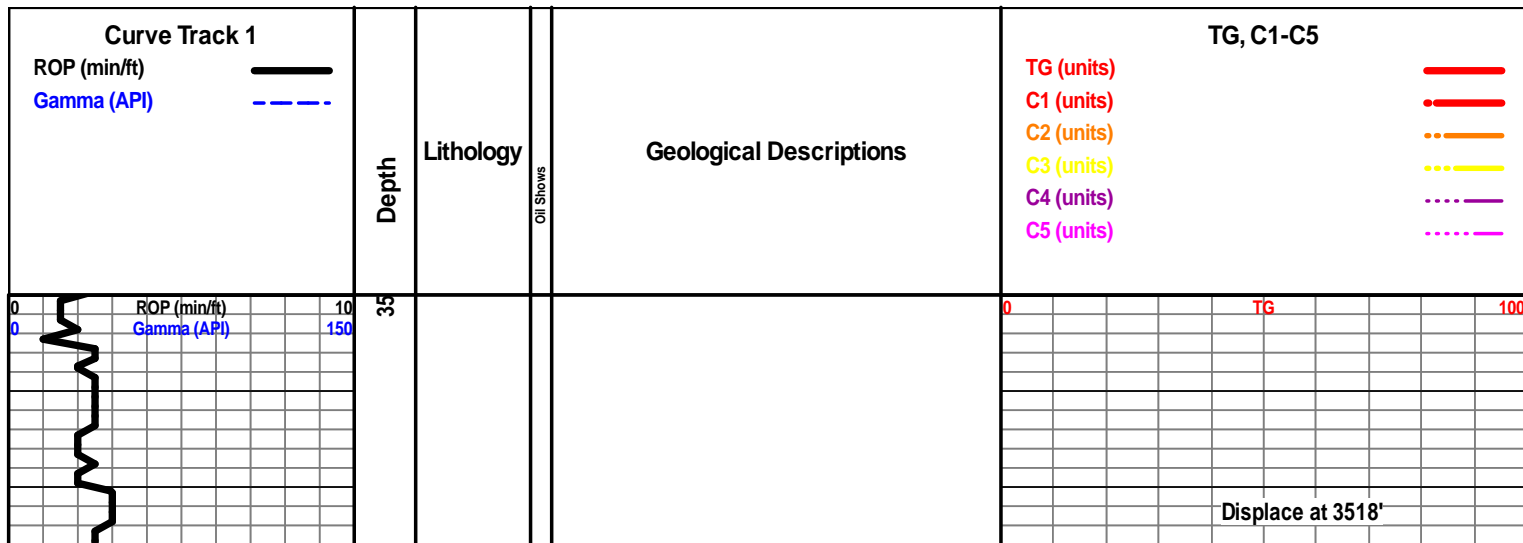 Curve Track 1
ROP (min/ft)
Gamma (API)
Depth
Lithology
Oil Shows
Geological Descriptions
TG, C1-C5
TG (units)
C1 (units)
C2 (units)
C3 (units)
C4 (units)
C5 (units)
0 ROP (min/ft) 10
0 Gamma (API) 150
35
0 TG 100
Displace at 3518'